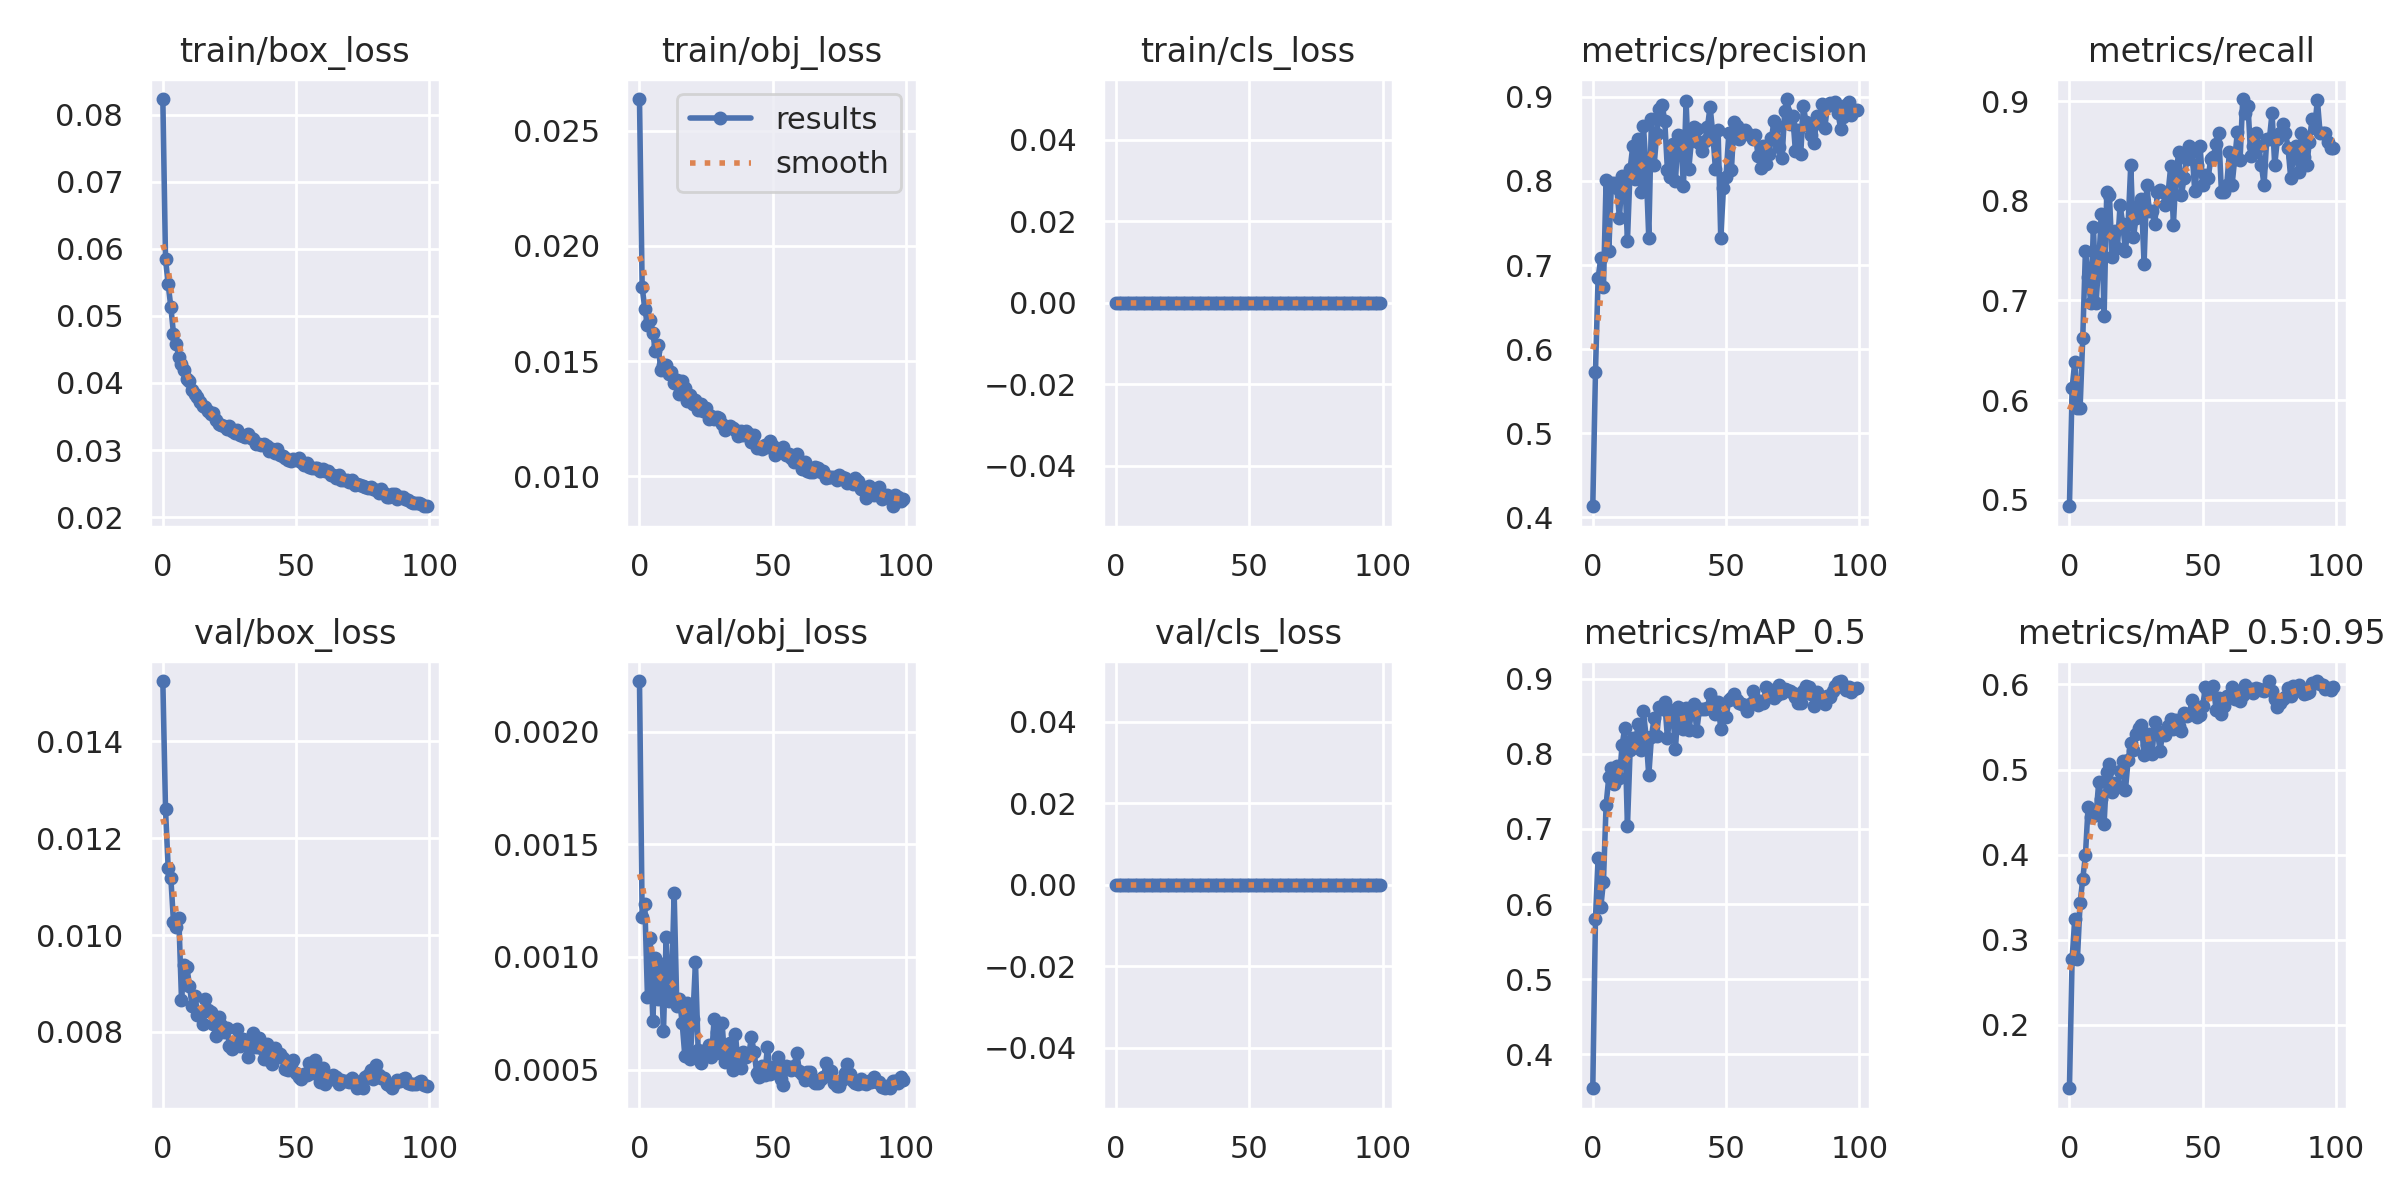 train/box_loss
0.08
0.07
0.06
0.05
0.04
0.03
0.02
0 50 100
train/obj_loss
results
smooth
0.025
0.020
0.015
0.010
0 50 100
train/cls_loss
0.04
0.02
0.00
−0.02
−0.04
0 50 100
metrics/precision
0.9
0.8
0.7
0.6
0.5
0.4
0 50 100
metrics/recall
0.9
0.8
0.7
0.6
0.5
0 50 100
val/box_loss
0.014
0.012
0.010
0.008
0 50 100
val/obj_loss
0.0020
0.0015
0.0010
0.0005
0 50 100
val/cls_loss
0.04
0.02
0.00
−0.02
−0.04
0 50 100
metrics/mAP_0.5
0.9
0.8
0.7
0.6
0.5
0.4
0 50 100
metrics/mAP_0.5:0.95
0.6
0.5
0.4
0.3
0.2
0 50 100